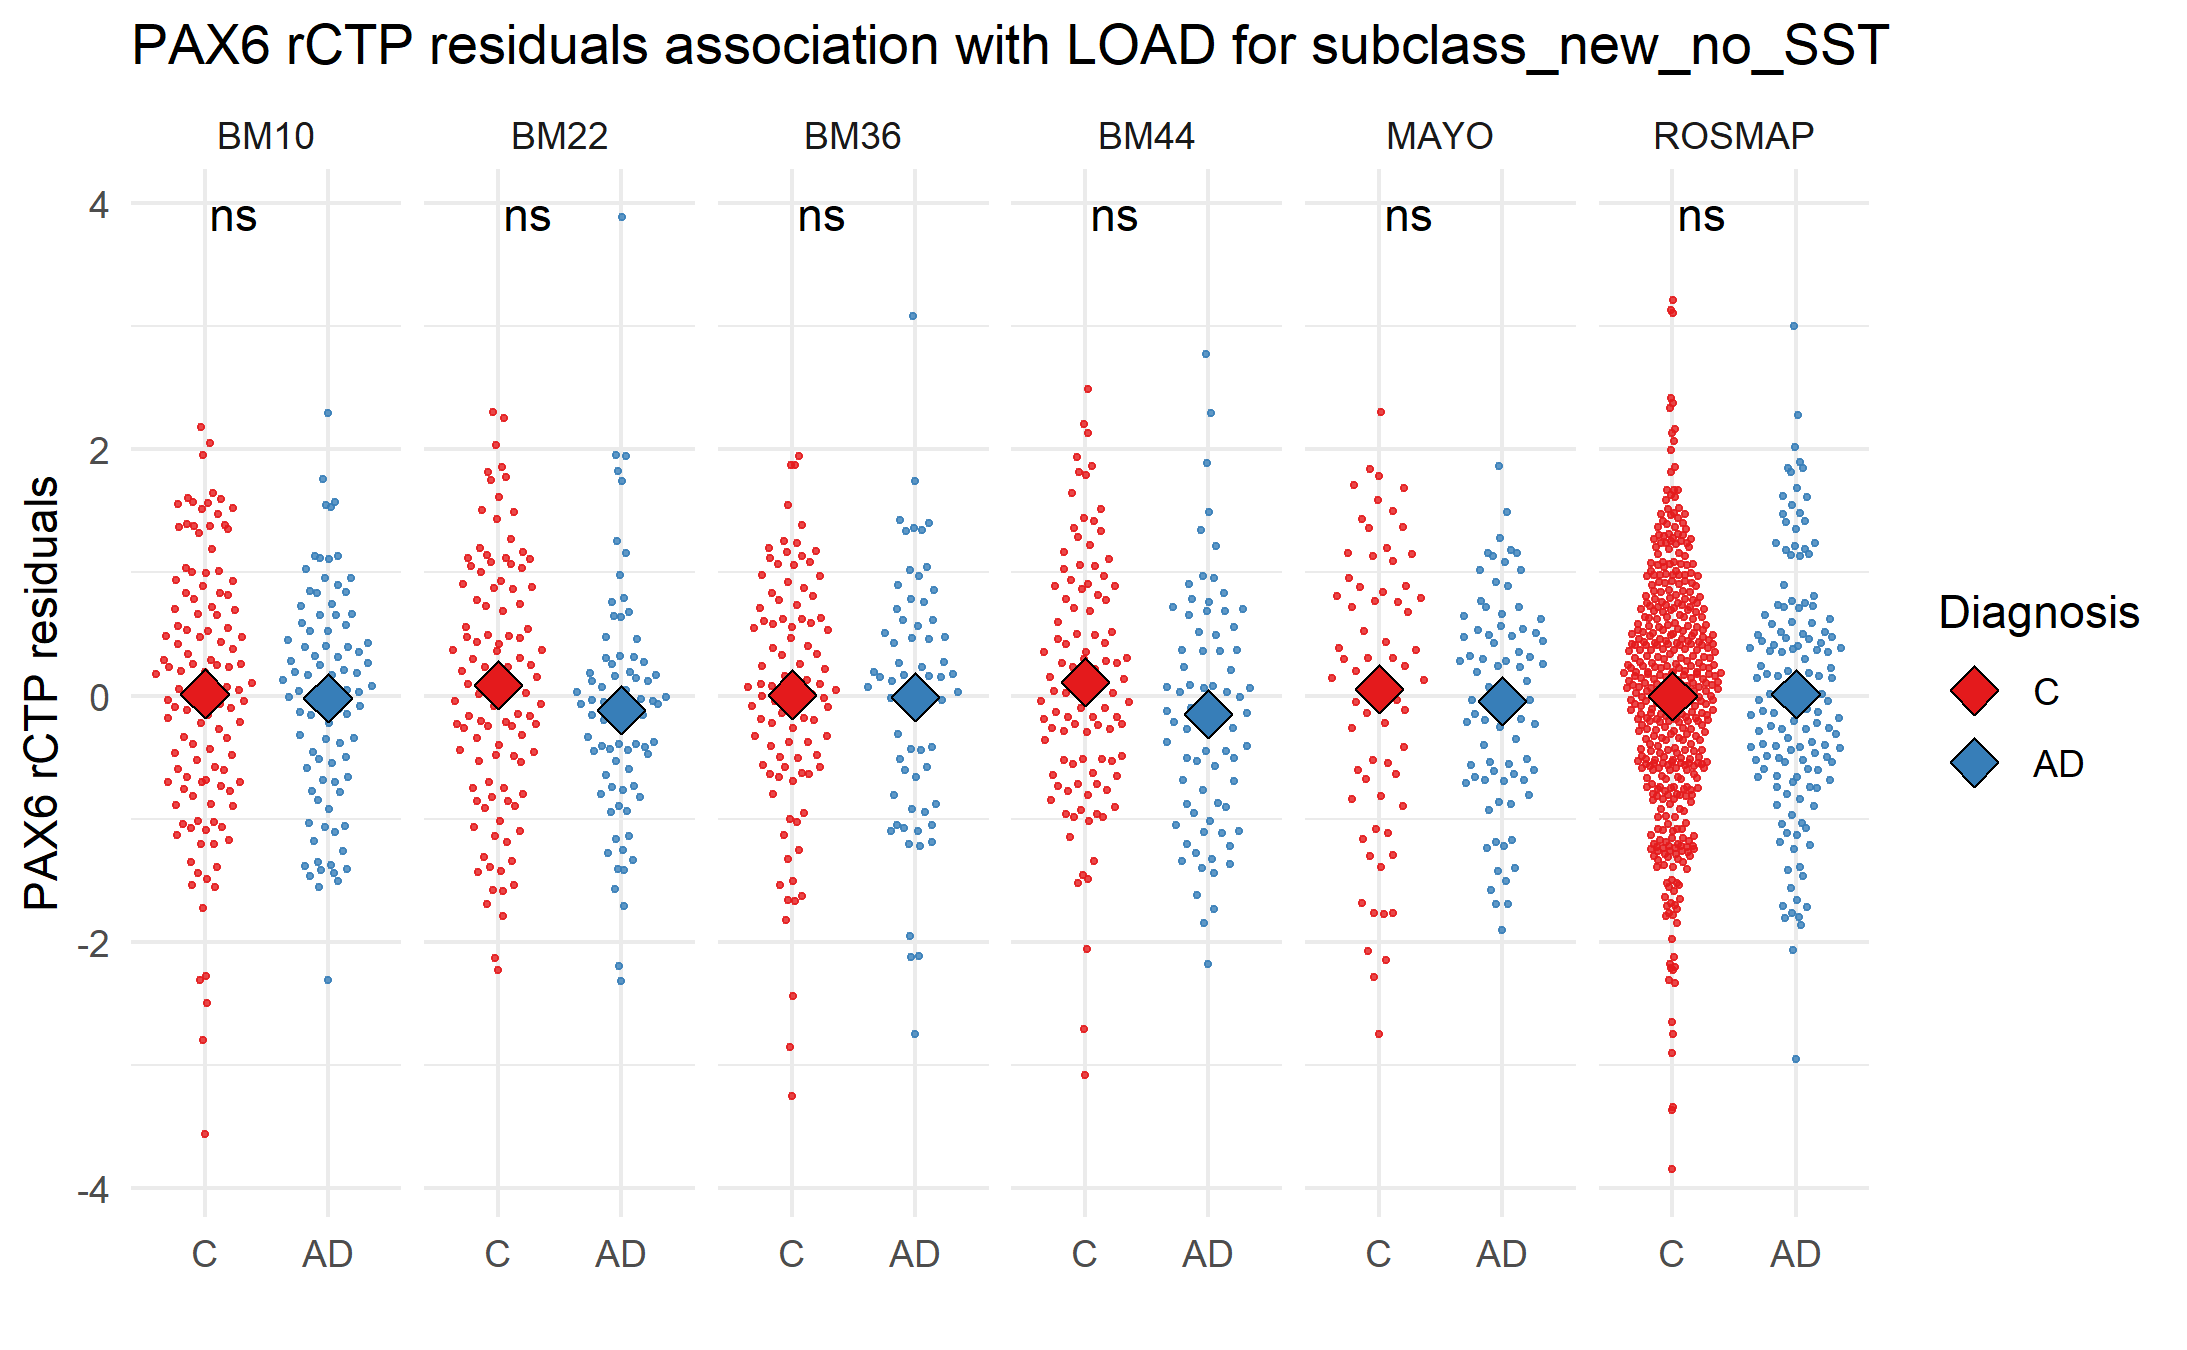 PAX6 rCTP residuals association with LOAD for subclass_new_no_SST
BM10 BM22 BM36 BM44 MAYO ROSMAP
ns ns ns ns ns ns
4
2
0
-2
-4
PAX6 rCTP residuals
C AD C AD C AD C AD C AD C AD
Diagnosis
C
AD